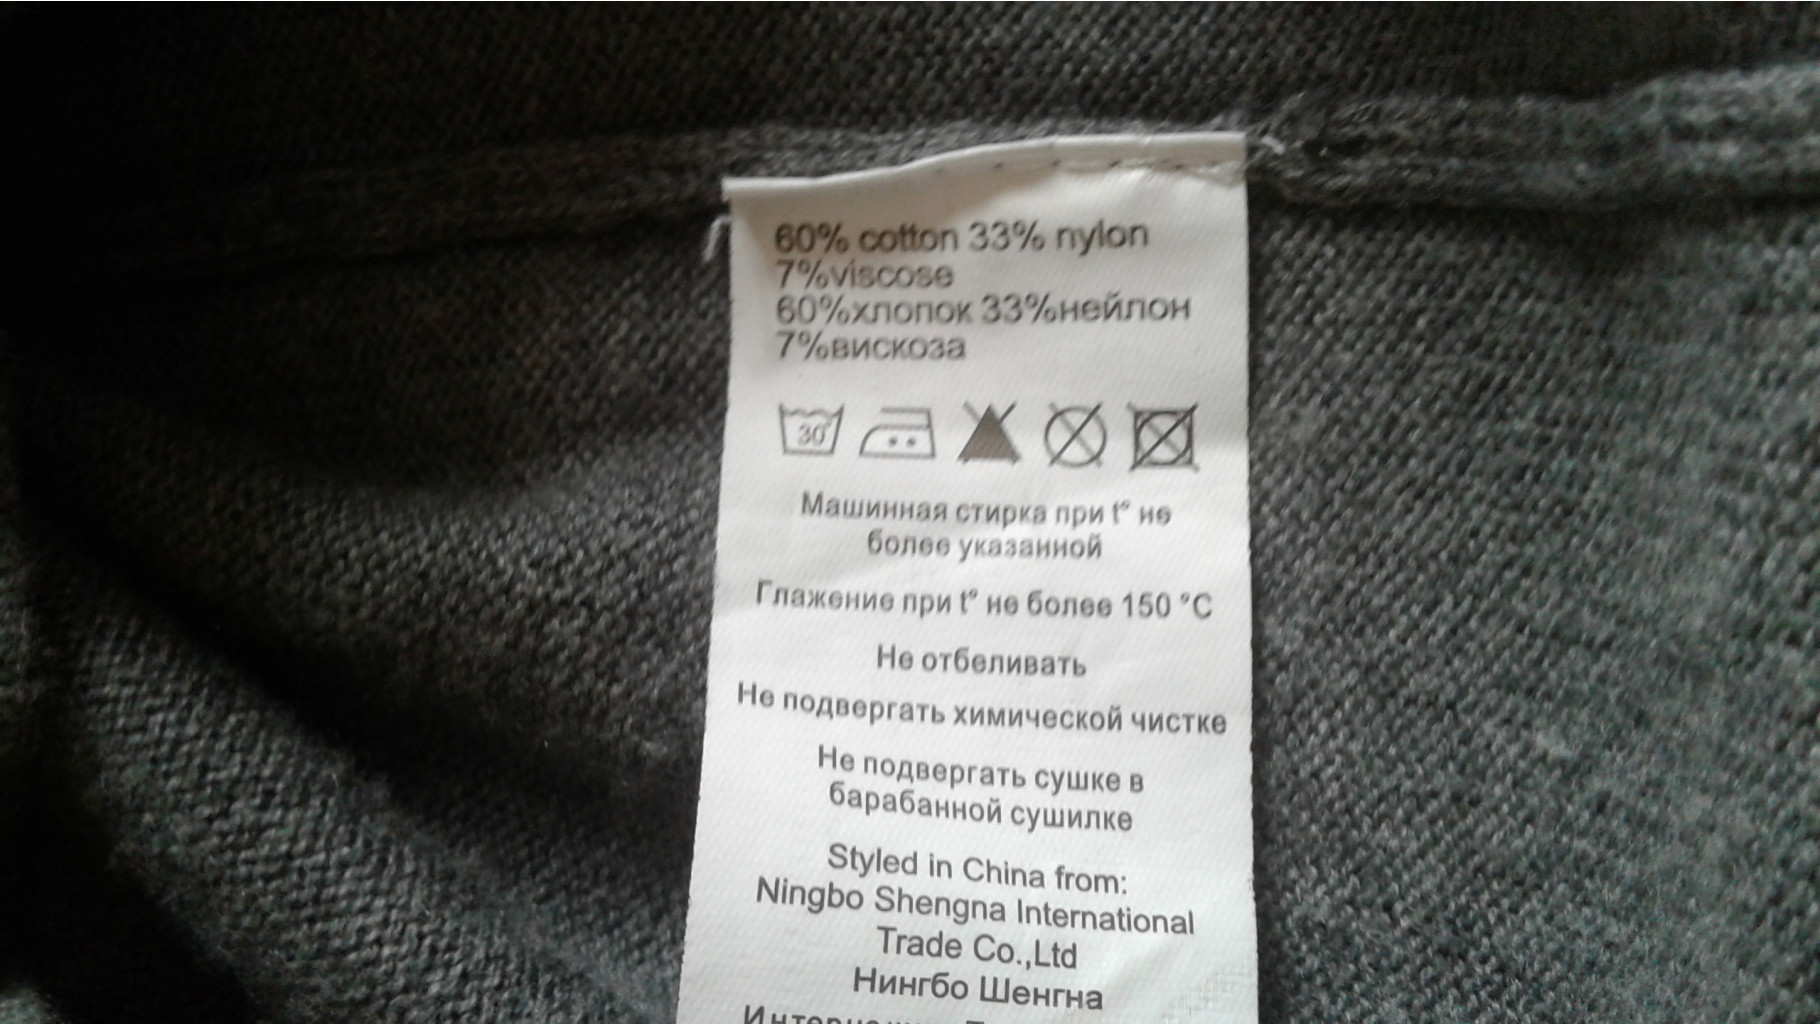 60% cotton 33% nylon
7%viscose
60%хлопок 33%нейлон
7%вискоза
30°
Машинная стирка при t° не
более указанной
Глажение при t° не более 150 °C
Не отбеливать
Не подвергать химической чистке
Не подвергать сушке в
барабанной сушилке
Styled in China from:
Ningbo Shengna International
Trade Co.,Ltd
Нингбо Шенгна